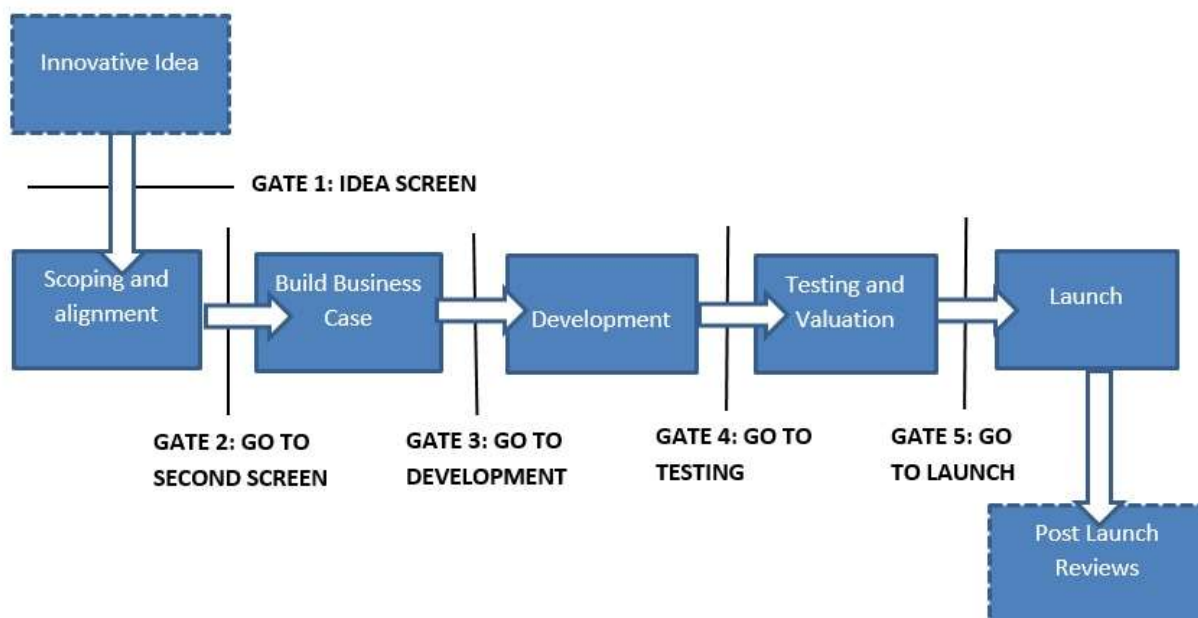 Innovative Idea
GATE 1: IDEA SCREEN
Scoping and
alignment
Build Business
Case
Development
Testing and
Valuation
Launch
GATE 2: GO TO
SECOND SCREEN
GATE 3: GO TO
DEVELOPMENT
GATE 4: GO TO
TESTING
GATE 5: GO
TO LAUNCH
Post Launch
Reviews